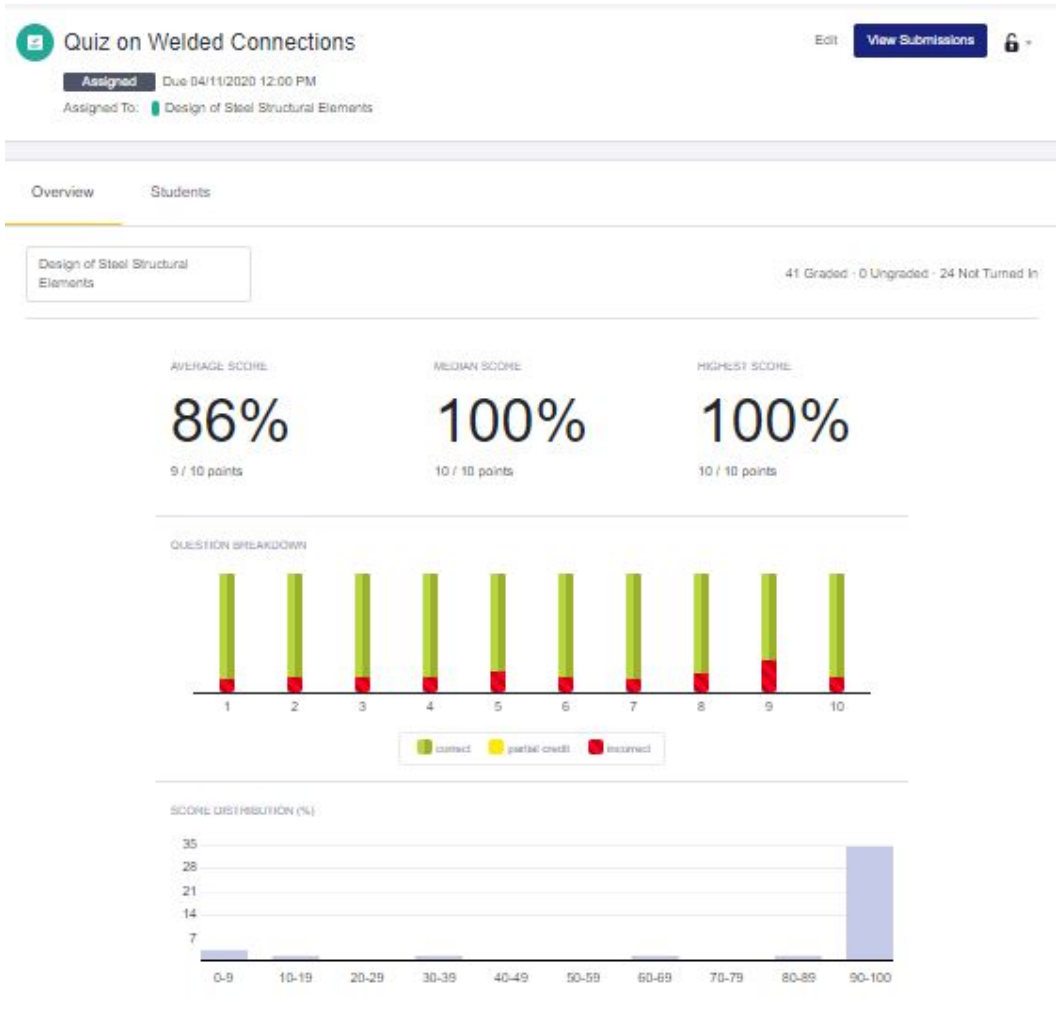 Quiz on Welded Connections
Edit
View Submissions
Assigned
Due 04/11/2020 12:00 PM
Assigned To:
Design of Steel Structural Elements
Overview
Students
Design of Steel Structural
Elements
41 Graded · 0 Ungraded · 24 Not Turned In
AVERAGE SCORE
MEDIAN SCORE
HIGHEST SCORE
86%
100%
100%
9 / 10 points
10 / 10 points
10 / 10 points
QUESTION BREAKDOWN
1 2 3 4 5 6 7 8 9 10
correct partial credit incorrect
SCORE DISTRIBUTION (%)
35
28
21
14
7
0-9 10-19 20-29 30-39 40-49 50-59 60-69 70-79 80-89 90-100